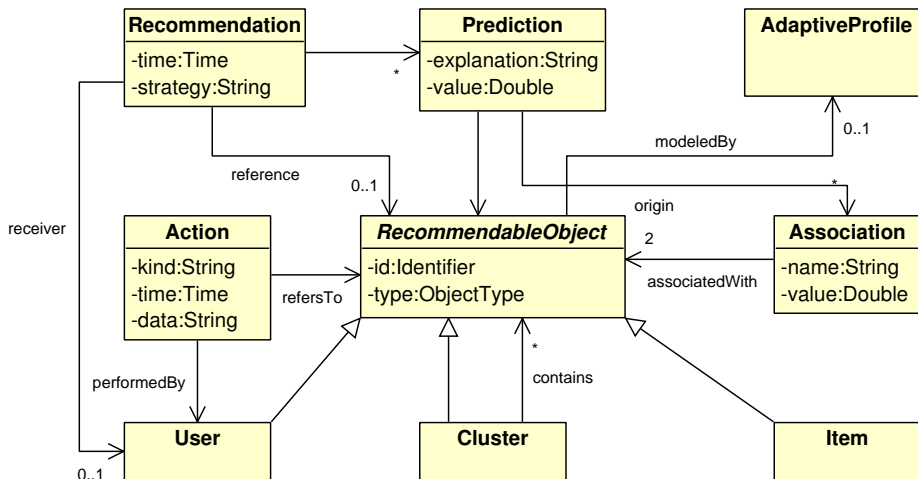 Recommendation
-time:Time
-strategy:String
Prediction
-explanation:String
-value:Double
AdaptiveProfile
*
0..1
modeledBy
reference
0..1
*
origin
receiver
Action
-kind:String
-time:Time
-data:String
refersTo
RecommendableObject
-id:Identifier
-type:ObjectType
2
associatedWith
Association
-name:String
-value:Double
*
contains
performedBy
User
Cluster
Item
0..1